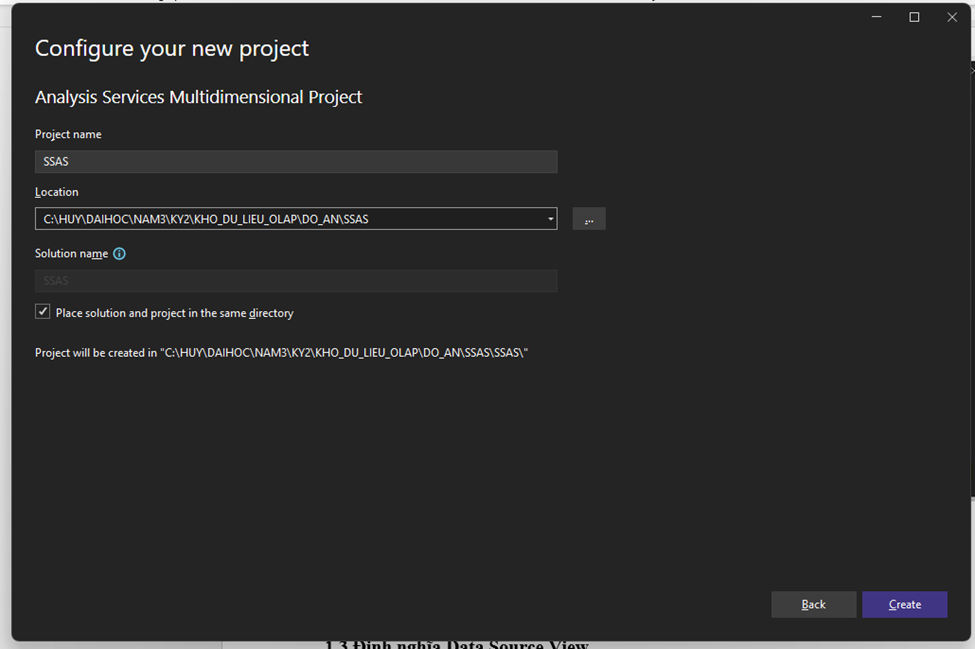 Configure your new project
Analysis Services Multidimensional Project
Project name
SSAS
Location
C:\HUY\DAIHOC\NAM3\KY2\KHO_DU_LIEU_OLAP\DO_AN\SSAS
...
Solution name
SSAS
Place solution and project in the same directory
Project will be created in "C:\HUY\DAIHOC\NAM3\KY2\KHO_DU_LIEU_OLAP\DO_AN\SSAS\SSAS\"
Back
Create
1.3 Định nghĩa Data Source View